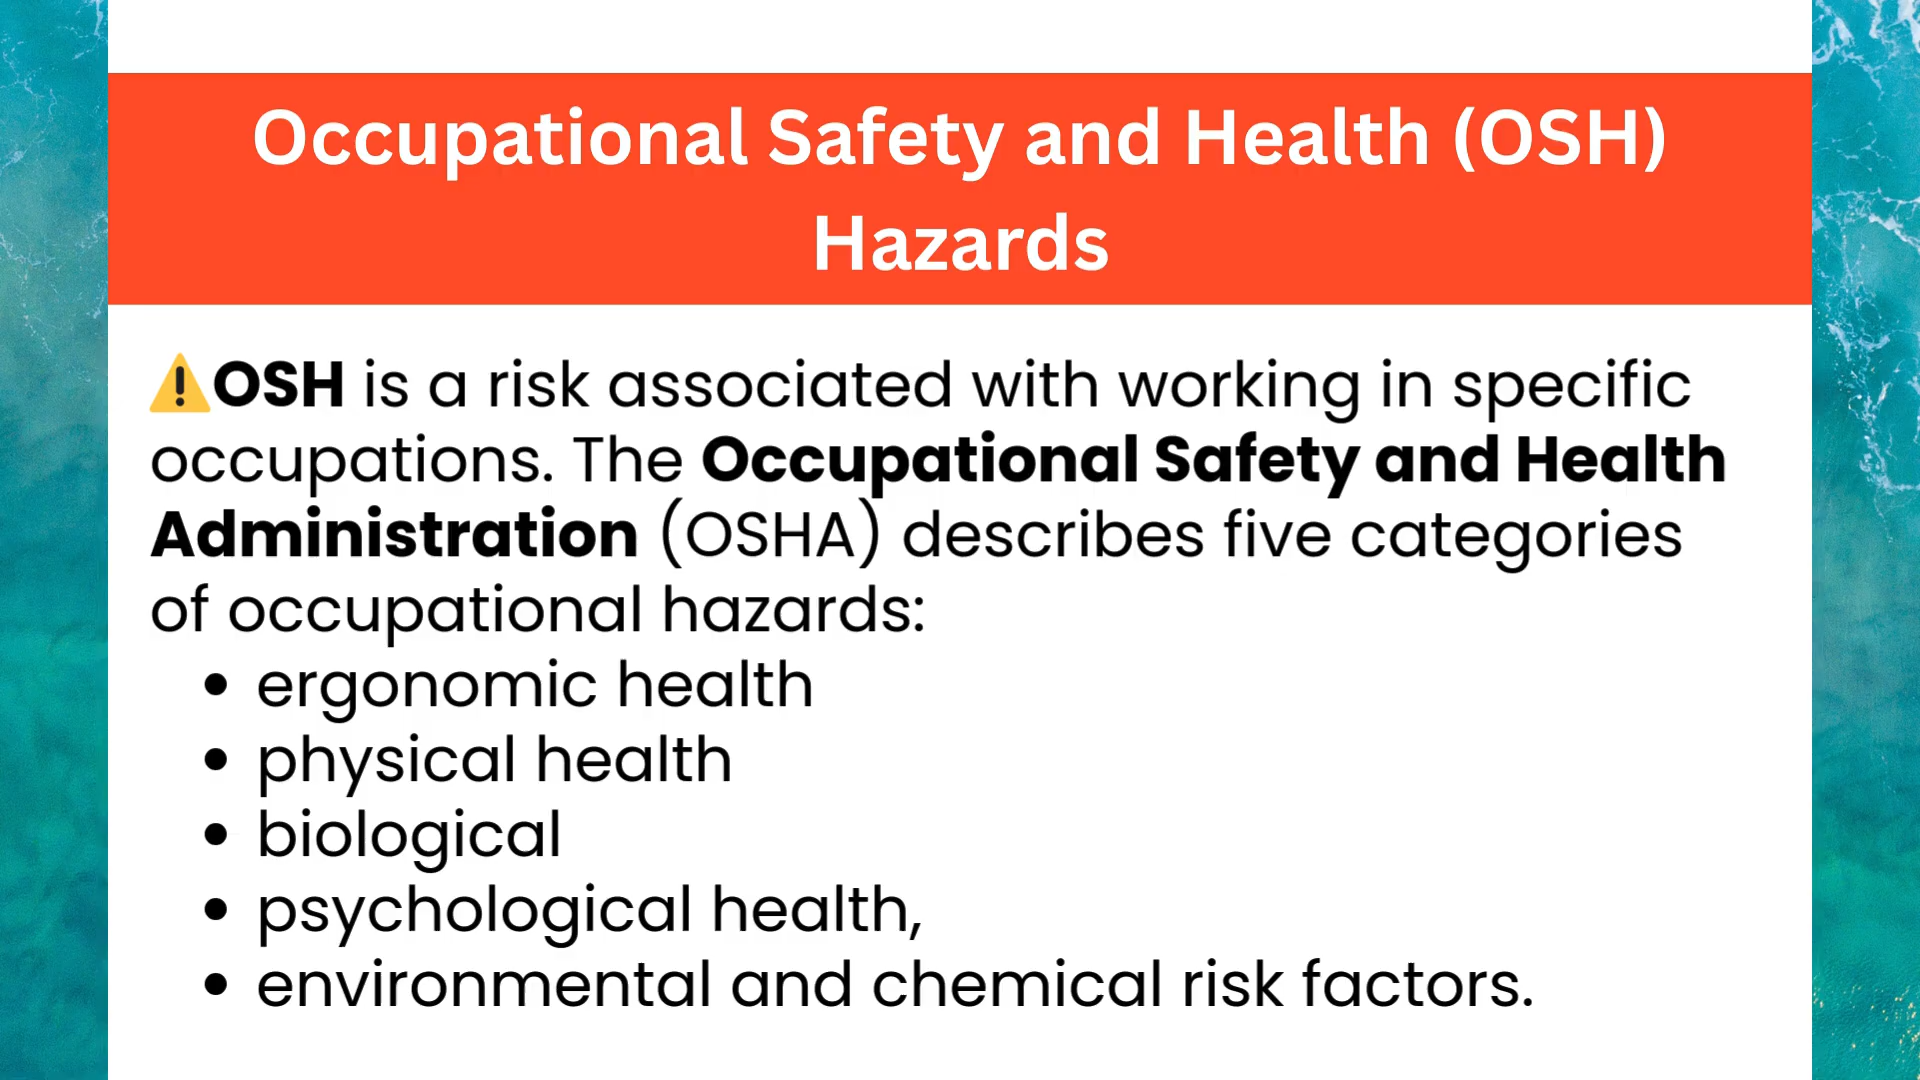 Occupational Safety and Health (OSH)
Hazards
⚠️OSH is a risk associated with working in specific
occupations. The Occupational Safety and Health
Administration (OSHA) describes five categories
of occupational hazards:
• ergonomic health
• physical health
• biological
• psychological health,
• environmental and chemical risk factors.